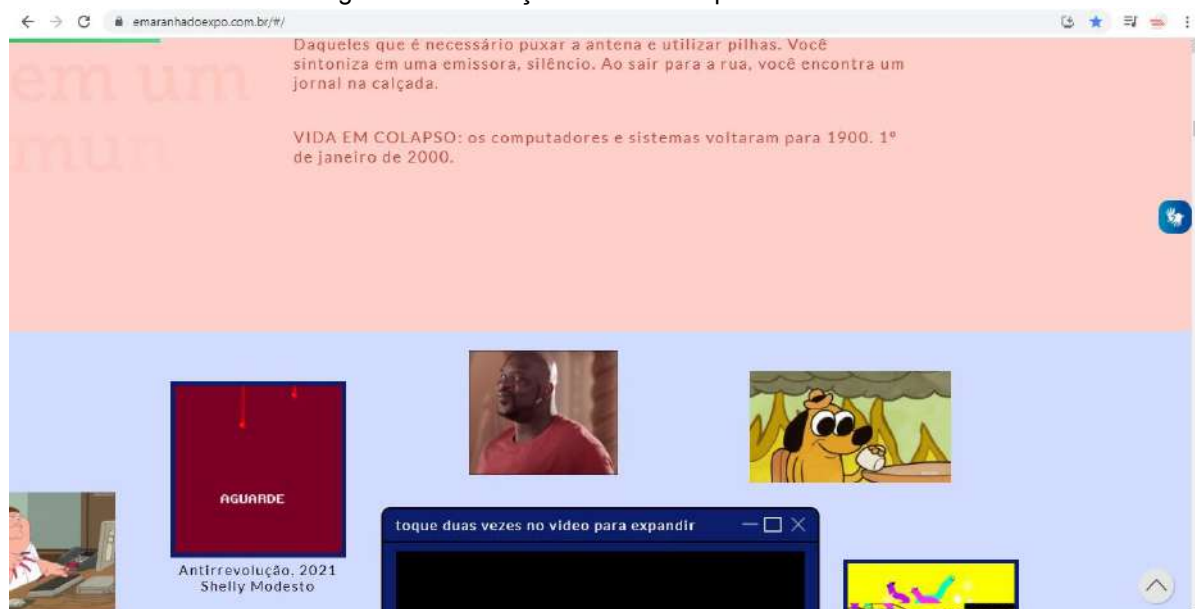 emaranhadoexpo.com.br/#/
Daqueles que é necessário puxar a antena e utilizar pilhas. Você
sintoniza em uma emissora, silêncio. Ao sair para a rua, você encontra um
jornal na calçada.
em um
mun
VIDA EM COLAPSO: os computadores e sistemas voltaram para 1900. 1º
de janeiro de 2000.
AGUARDE
toque duas vezes no video para expandir
Antirrevolução, 2021
Shelly Modesto